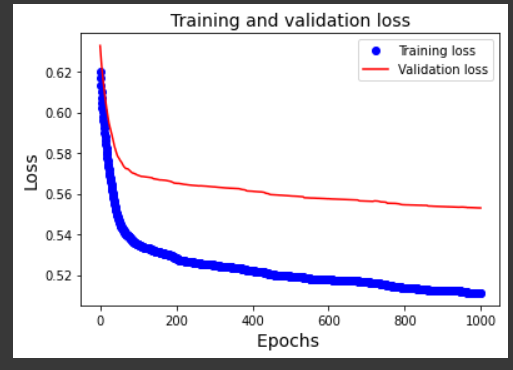 Training and validation loss
Training loss
Validation loss
0.62
0.60
0.58
0.56
0.54
0.52
Loss
0 200 400 600 800 1000
Epochs